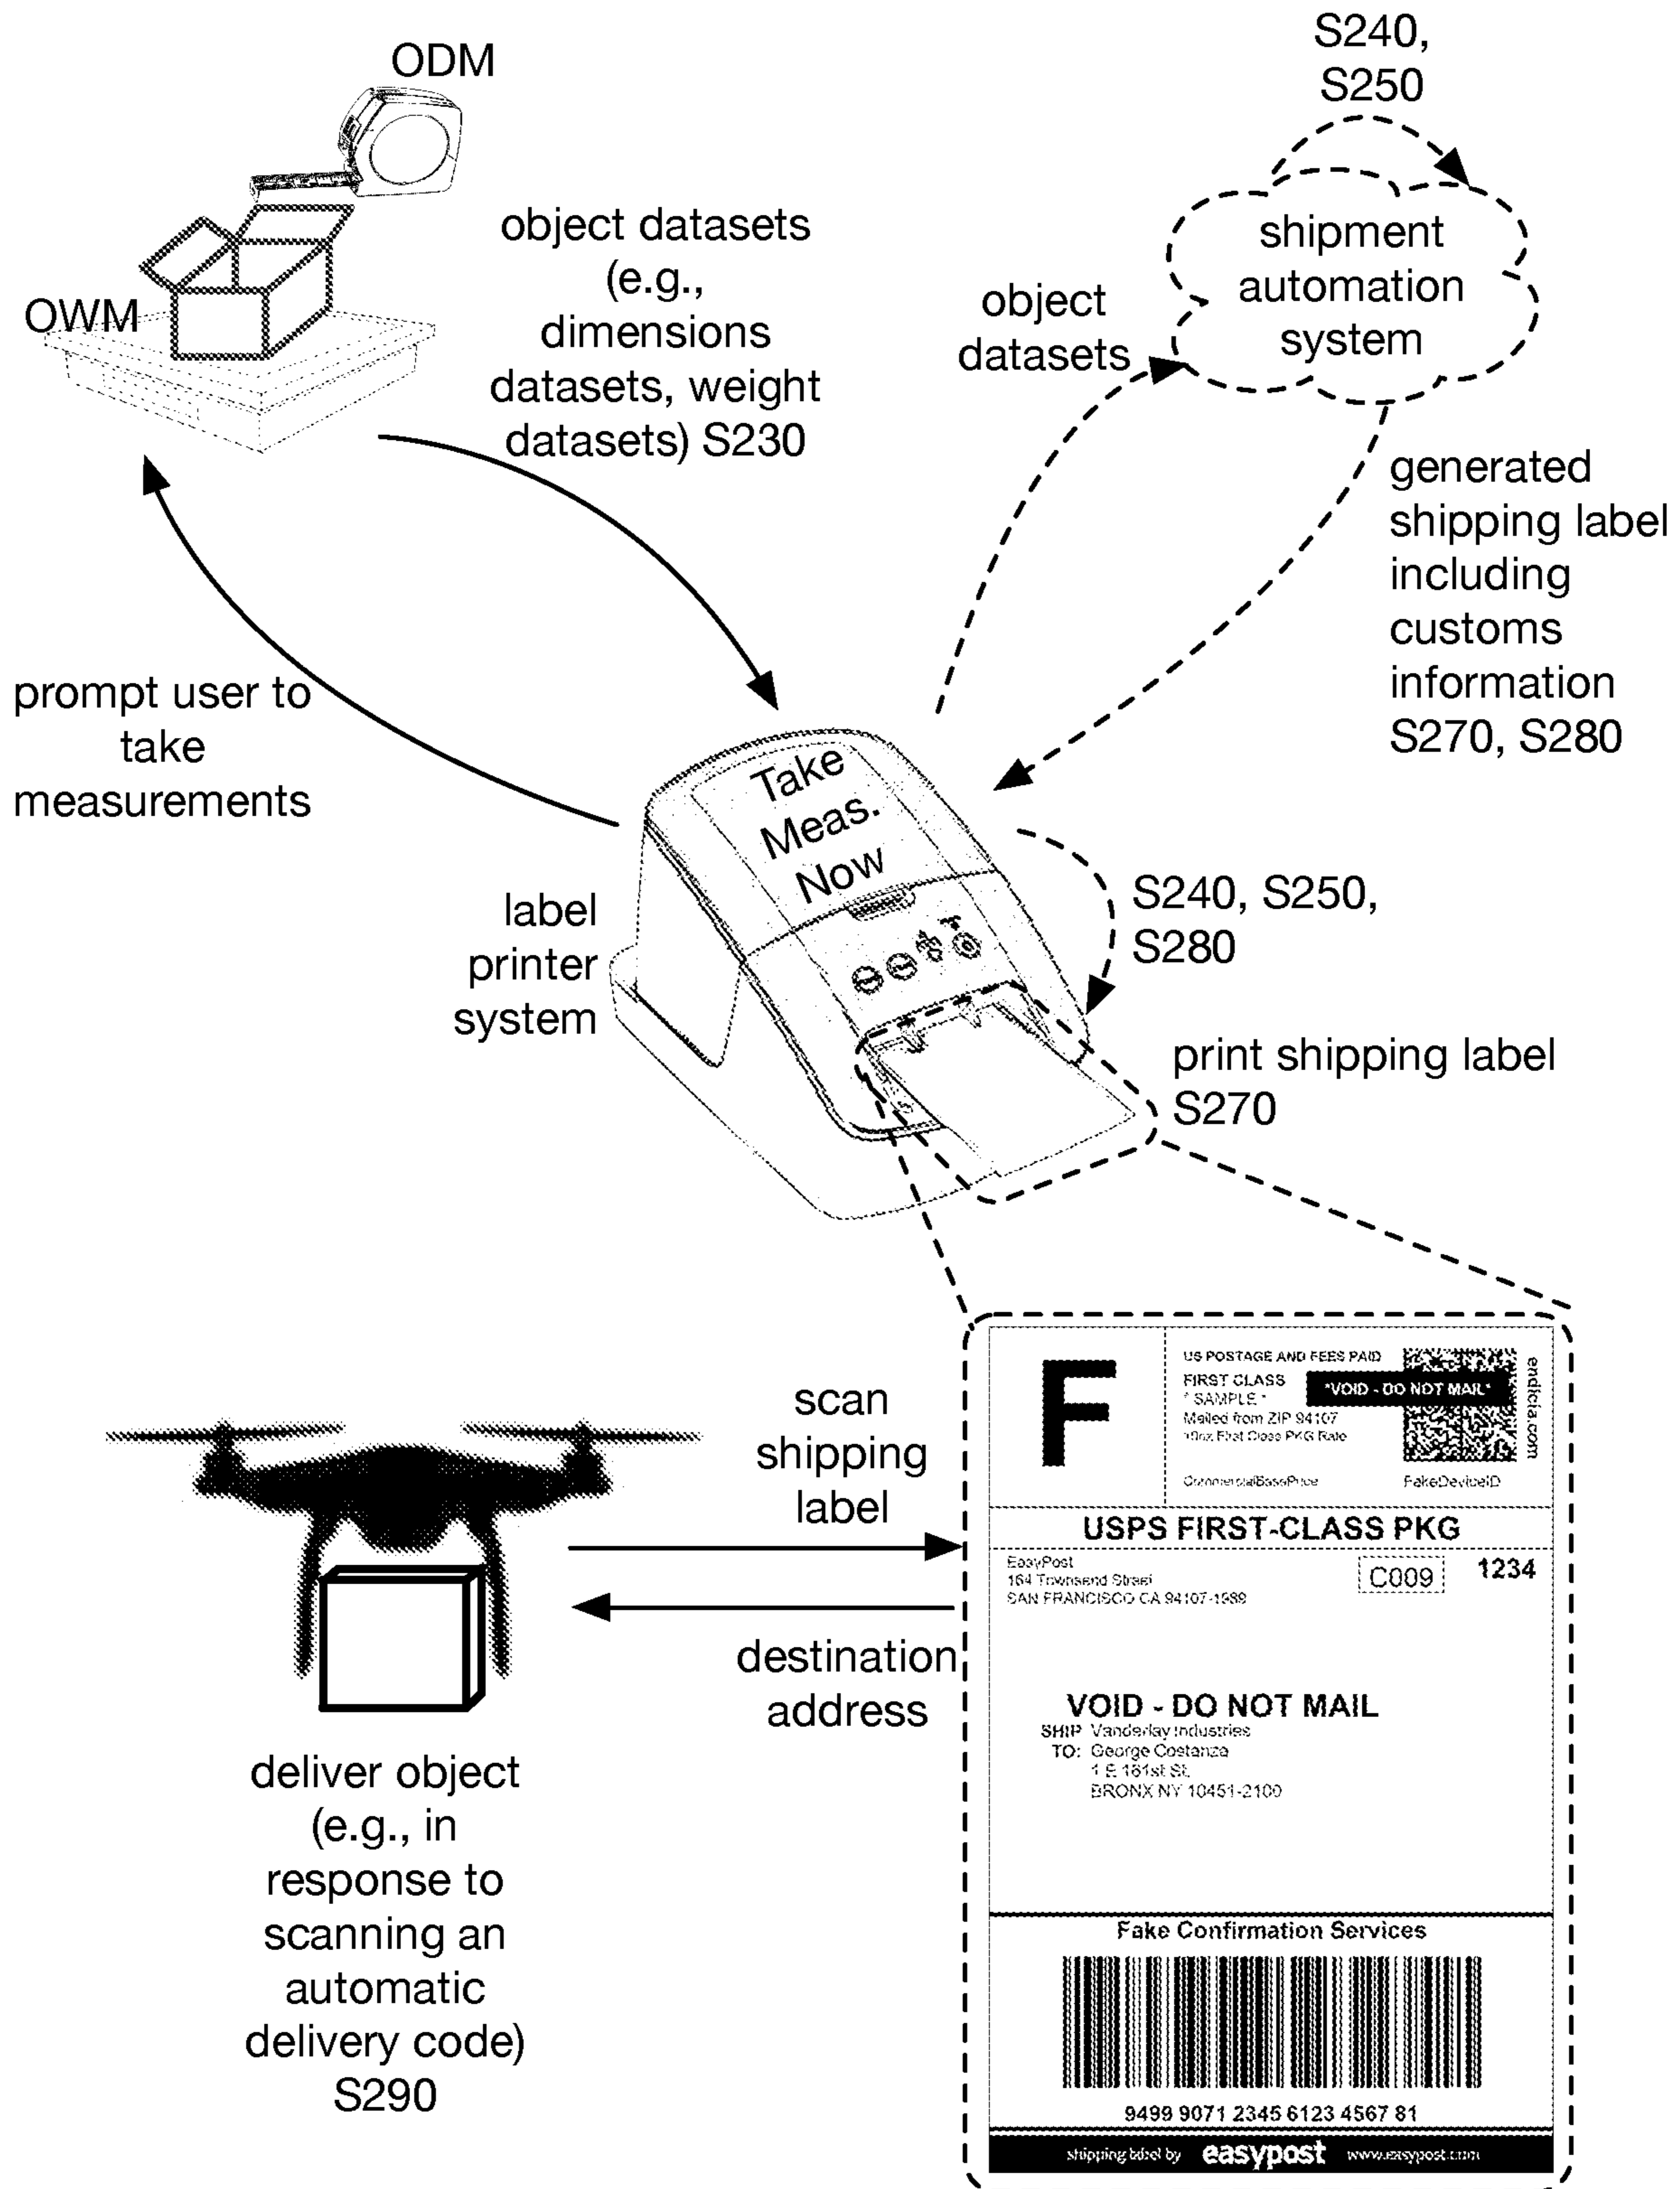 ODM
OWM
object datasets
(e.g.,
dimensions
datasets, weight
datasets) S230
S240,
S250
shipment
automation
system
object
datasets
generated
shipping label
including
customs
information
S270, S280
prompt user to
take
measurements
Take
Meas.
Now
label
printer
system
S240, S250,
S280
print shipping label
S270
scan
shipping
label
destination
address
deliver object
(e.g., in
response to
scanning an
automatic
delivery code)
S290
F
US POSTAGE AND FEES PAID
FIRST CLASS
* SAMPLE *
Mailed from ZIP 94107
First Class PKG Rate
CommercialBasePrice
*VOID - DO NOT MAIL*
FakeDeviceID
endicia.com
USPS FIRST-CLASS PKG
EasyPost
164 Townsend Street
SAN FRANCISCO CA 94107-1989
C009
1234
VOID - DO NOT MAIL
SHIP Vanderlay Industries
TO: George Costanza
1 E 161st St.
BRONX NY 10451-2100
Fake Confirmation Services
9499 9071 2345 6123 4567 81
shipping label by easypost www.easypost.com